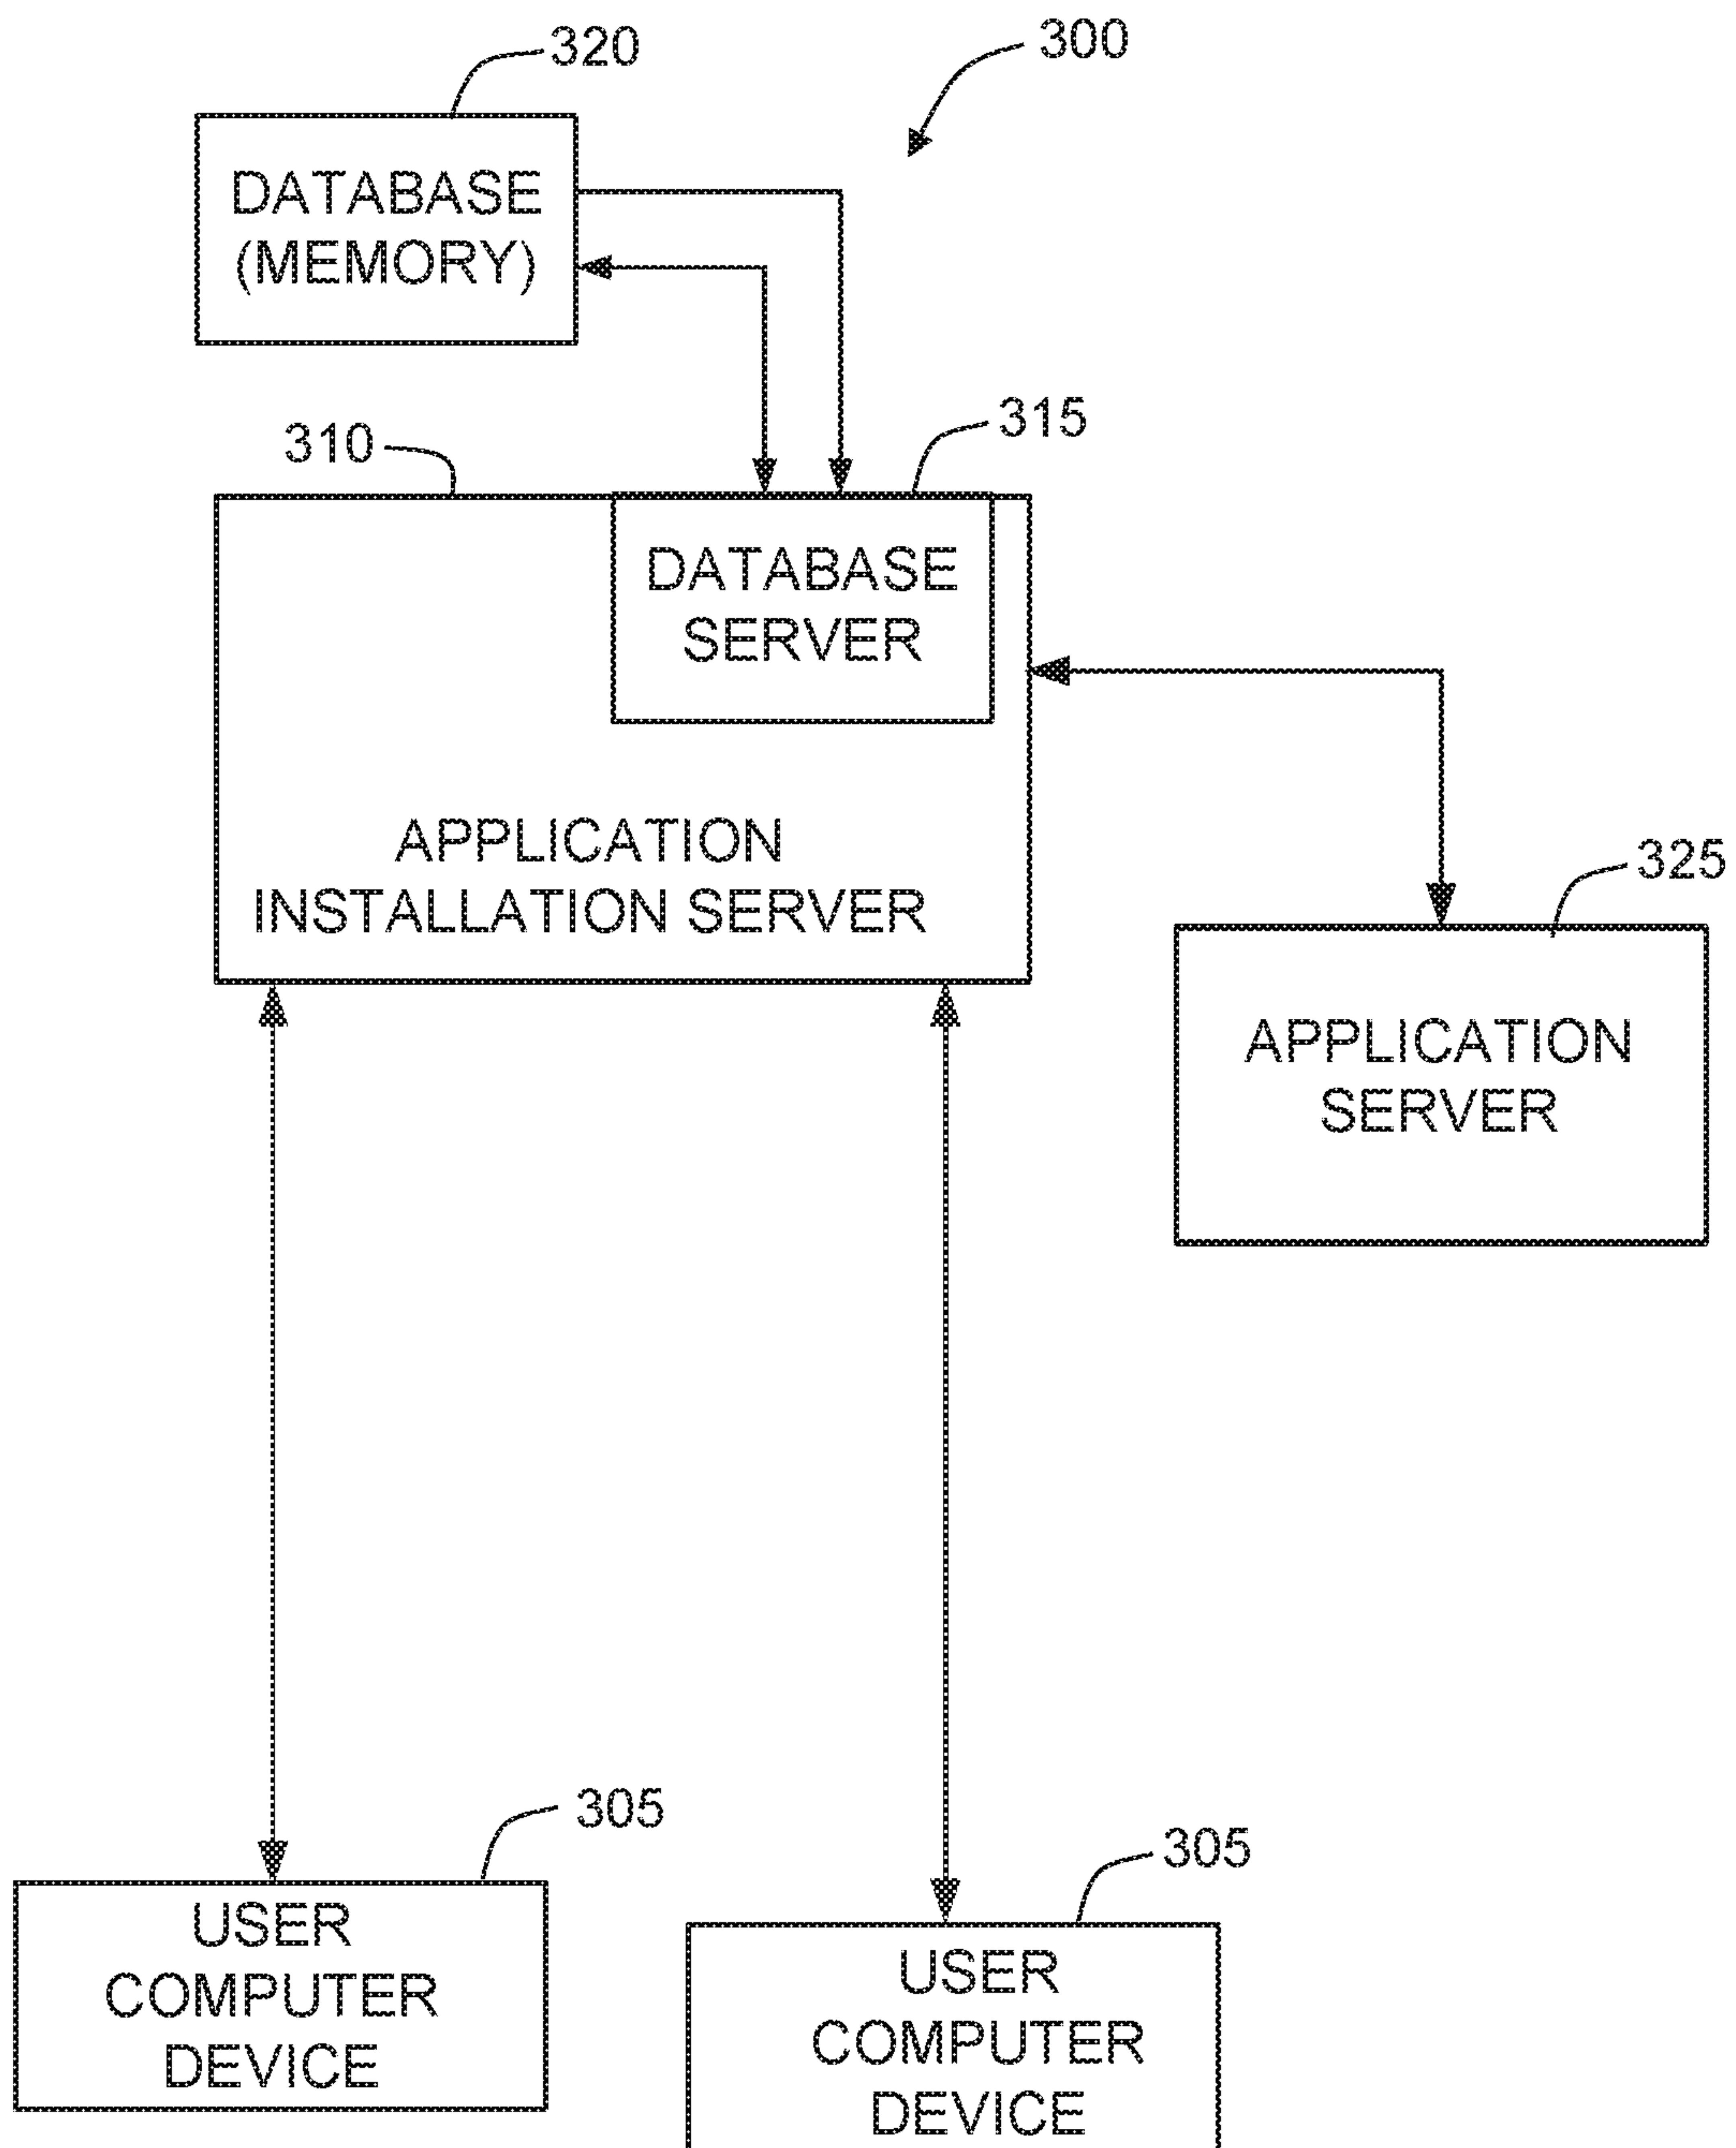 320
300
DATABASE
(MEMORY)
310
315
DATABASE
SERVER
APPLICATION
INSTALLATION SERVER
325
APPLICATION
SERVER
305
USER
COMPUTER
DEVICE
305
USER
COMPUTER
DEVICE